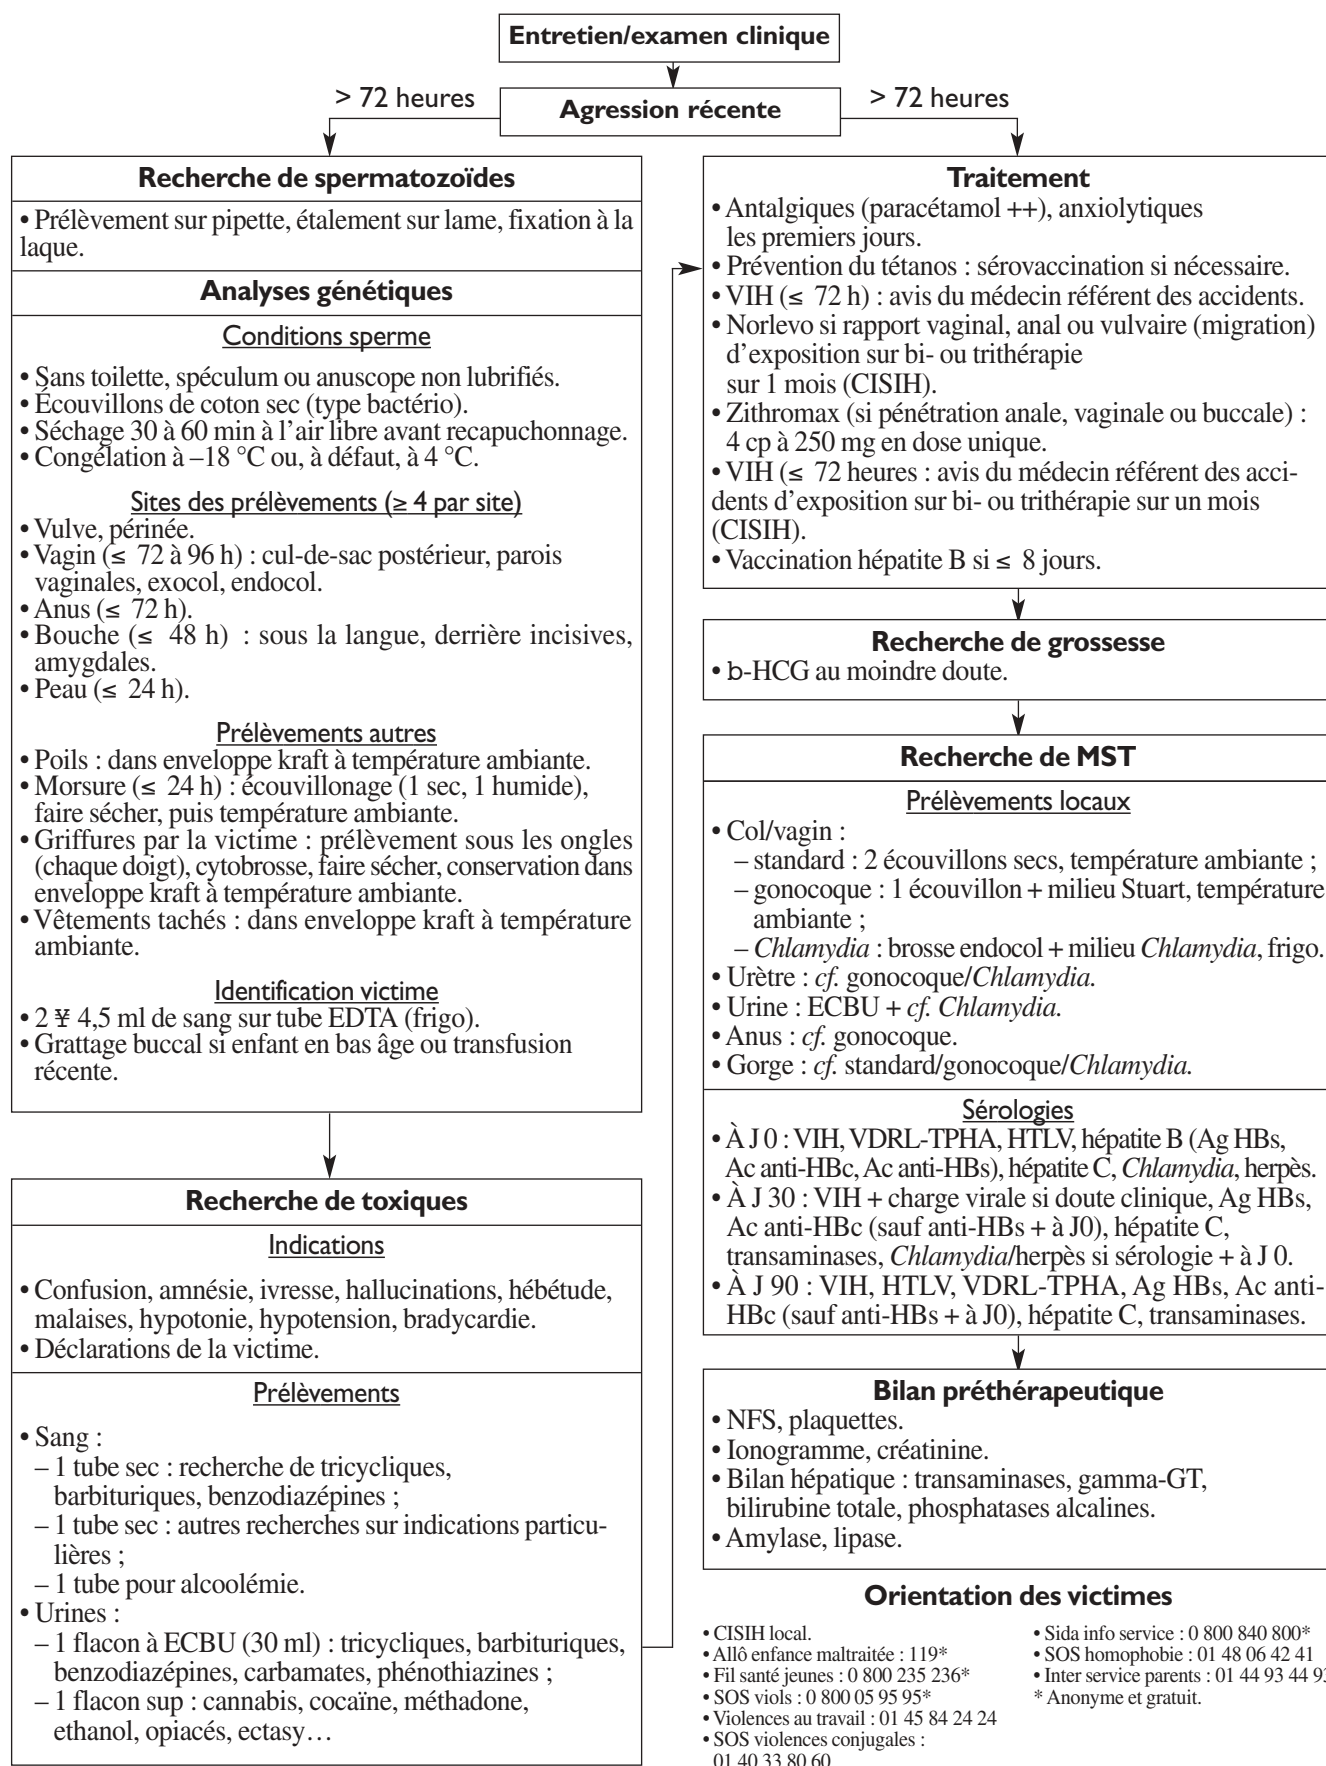 Entretien/examen clinique
> 72 heures
Agression récente
> 72 heures
Recherche de spermatozoïdes
• Prélèvement sur pipette, étalement sur lame, fixation à la
laque.
Analyses génétiques
Conditions sperme
• Sans toilette, spéculum ou anuscope non lubrifiés.
• Écouvillons de coton sec (type bactério).
• Séchage 30 à 60 min à l’air libre avant recapuchonnage.
• Congélation à –18 °C ou, à défaut, à 4 °C.
Sites des prélèvements (≥ 4 par site)
• Vulve, périnée.
• Vagin (≤ 72 à 96 h) : cul-de-sac postérieur, parois
vaginales, exocol, endocol.
• Anus (≤ 72 h).
• Bouche (≤ 48 h) : sous la langue, derrière incisives,
amygdales.
• Peau (≤ 24 h).
Prélèvements autres
• Poils : dans enveloppe kraft à température ambiante.
• Morsure (≤ 24 h) : écouvillonage (1 sec, 1 humide),
faire sécher, puis température ambiante.
• Griffures par la victime : prélèvement sous les ongles
(chaque doigt), cytobrosse, faire sécher, conservation dans
enveloppe kraft à température ambiante.
• Vêtements tachés : dans enveloppe kraft à température
ambiante.
Identification victime
• 2 ¥ 4,5 ml de sang sur tube EDTA (frigo).
• Grattage buccal si enfant en bas âge ou transfusion
récente.
Recherche de toxiques
Indications
• Confusion, amnésie, ivresse, hallucinations, hébétude,
malaises, hypotonie, hypotension, bradycardie.
• Déclarations de la victime.
Prélèvements
• Sang :
– 1 tube sec : recherche de tricycliques,
barbituriques, benzodiazépines ;
– 1 tube sec : autres recherches sur indications particu-
lières ;
– 1 tube pour alcoolémie.
• Urines :
– 1 flacon à ECBU (30 ml) : tricycliques, barbituriques,
benzodiazépines, carbamates, phénothiazines ;
– 1 flacon sup : cannabis, cocaïne, méthadone,
ethanol, opiacés, ectasy…
Traitement
• Antalgiques (paracétamol ++), anxiolytiques
les premiers jours.
• Prévention du tétanos : sérovaccination si nécessaire.
• VIH (≤ 72 h) : avis du médecin référent des accidents.
• Norlevo si rapport vaginal, anal ou vulvaire (migration)
d’exposition sur bi- ou trithérapie
sur 1 mois (CISIH).
• Zithromax (si pénétration anale, vaginale ou buccale) :
4 cp à 250 mg en dose unique.
• VIH (≤ 72 heures : avis du médecin référent des acci-
dents d’exposition sur bi- ou trithérapie sur un mois
(CISIH).
• Vaccination hépatite B si ≤ 8 jours.
Recherche de grossesse
• b-HCG au moindre doute.
Recherche de MST
Prélèvements locaux
• Col/vagin :
– standard : 2 écouvillons secs, température ambiante ;
– gonocoque : 1 écouvillon + milieu Stuart, température
ambiante ;
– Chlamydia : brosse endocol + milieu Chlamydia, frigo.
• Urètre : cf. gonocoque/Chlamydia.
• Urine : ECBU + cf. Chlamydia.
• Anus : cf. gonocoque.
• Gorge : cf. standard/gonocoque/Chlamydia.
Sérologies
• À J 0 : VIH, VDRL-TPHA, HTLV, hépatite B (Ag HBs,
Ac anti-HBc, Ac anti-HBs), hépatite C, Chlamydia, herpès.
• À J 30 : VIH + charge virale si doute clinique, Ag HBs,
Ac anti-HBc (sauf anti-HBs + à J0), hépatite C,
transaminases, Chlamydia/herpès si sérologie + à J 0.
• À J 90 : VIH, HTLV, VDRL-TPHA, Ag HBs, Ac anti-
HBc (sauf anti-HBs + à J0), hépatite C, transaminases.
Bilan préthérapeutique
• NFS, plaquettes.
• Ionogramme, créatinine.
• Bilan hépatique : transaminases, gamma-GT,
bilirubine totale, phosphatases alcalines.
• Amylase, lipase.
Orientation des victimes
• CISIH local.
• Allô enfance maltraitée : 119*
• Fil santé jeunes : 0 800 235 236*
• SOS viols : 0 800 05 95 95*
• Violences au travail : 01 45 84 24 24
• SOS violences conjugales :
01 40 33 80 60
• Sida info service : 0 800 840 800*
• SOS homophobie : 01 48 06 42 41
• Inter service parents : 01 44 93 44 93
* Anonyme et gratuit.